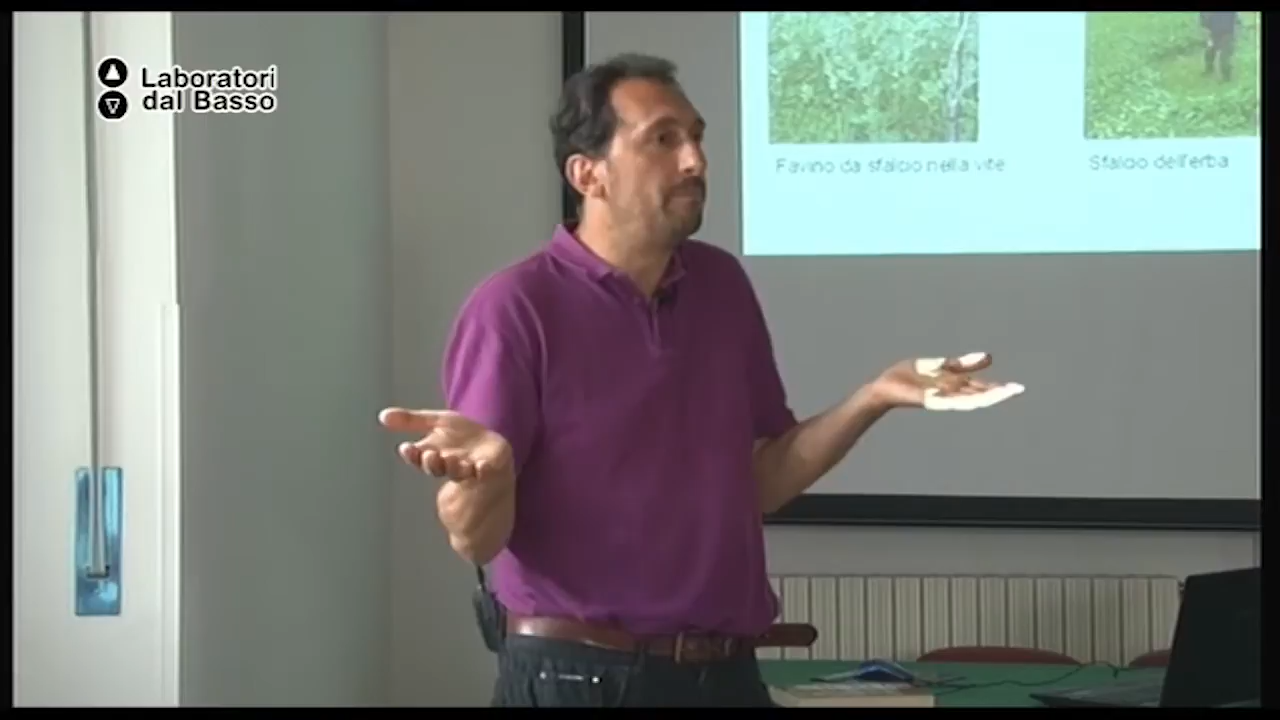 Laboratori
dal Basso
Favino da sfalcio nella vite
Sfalcio dell'erba